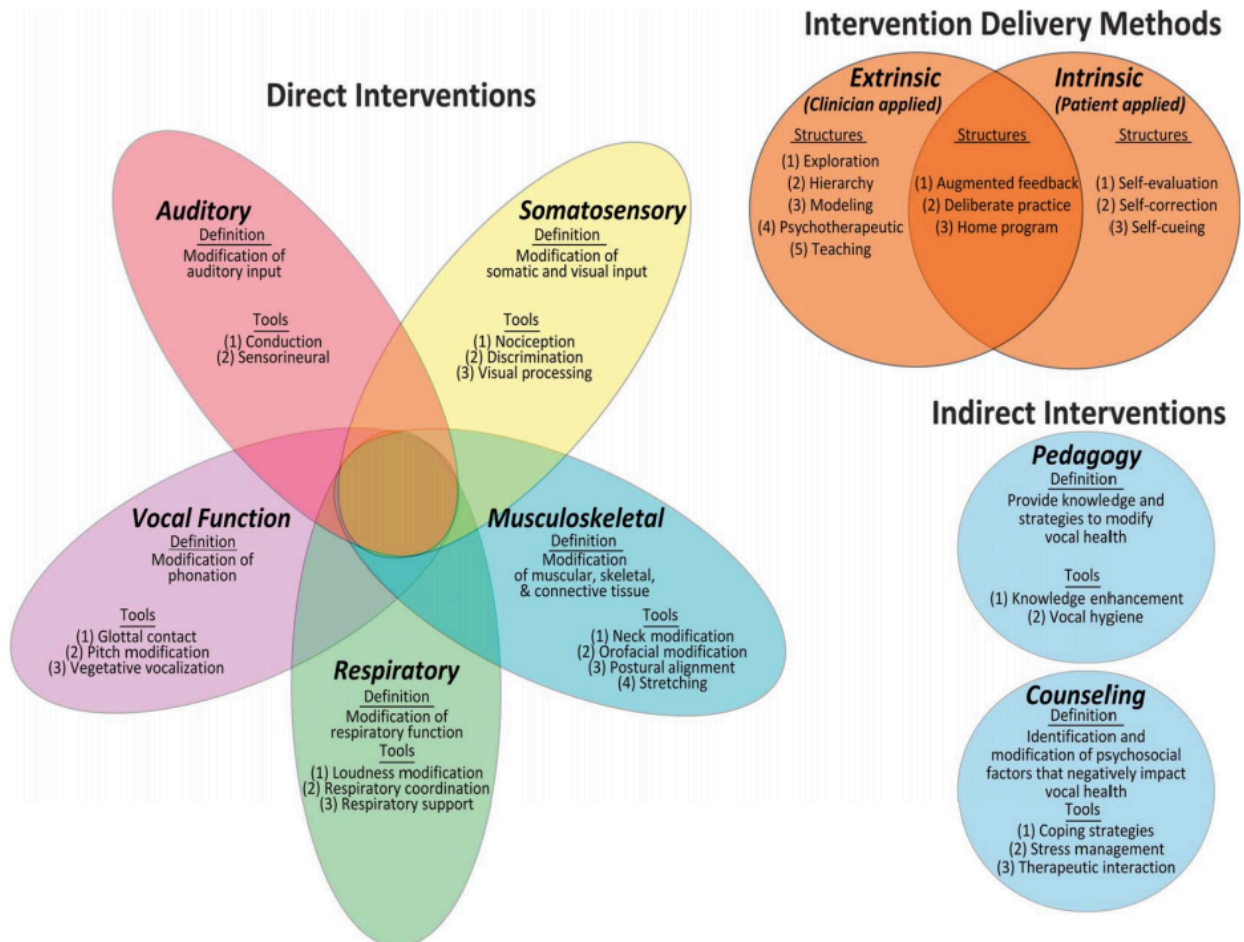 Intervention Delivery Methods
Extrinsic
(Clinician applied)
Structures
(1) Exploration
(2) Hierarchy
(3) Modeling
(4) Psychotherapeutic
(5) Teaching
Structures
(1) Augmented feedback
(2) Deliberate practice
(3) Home program
Intrinsic
(Patient applied)
Structures
(1) Self-evaluation
(2) Self-correction
(3) Self-cueing
Direct Interventions
Auditory
Definition
Modification of
auditory input
Tools
(1) Conduction
(2) Sensorineural
Somatosensory
Definition
Modification of
somatic and visual input
Tools
(1) Nociception
(2) Discrimination
(3) Visual processing
Vocal Function
Definition
Modification of
phonation
Tools
(1) Glottal contact
(2) Pitch modification
(3) Vegetative vocalization
Musculoskeletal
Definition
Modification
of muscular, skeletal,
& connective tissue
Tools
(1) Neck modification
(2) Orofacial modification
(3) Postural alignment
(4) Stretching
Respiratory
Definition
Modification of
respiratory function
Tools
(1) Loudness modification
(2) Respiratory coordination
(3) Respiratory support
Indirect Interventions
Pedagogy
Definition
Provide knowledge and
strategies to modify
vocal health
Tools
(1) Knowledge enhancement
(2) Vocal hygiene
Counseling
Definition
Identification and
modification of psychosocial
factors that negatively impact
vocal health
Tools
(1) Coping strategies
(2) Stress management
(3) Therapeutic interaction